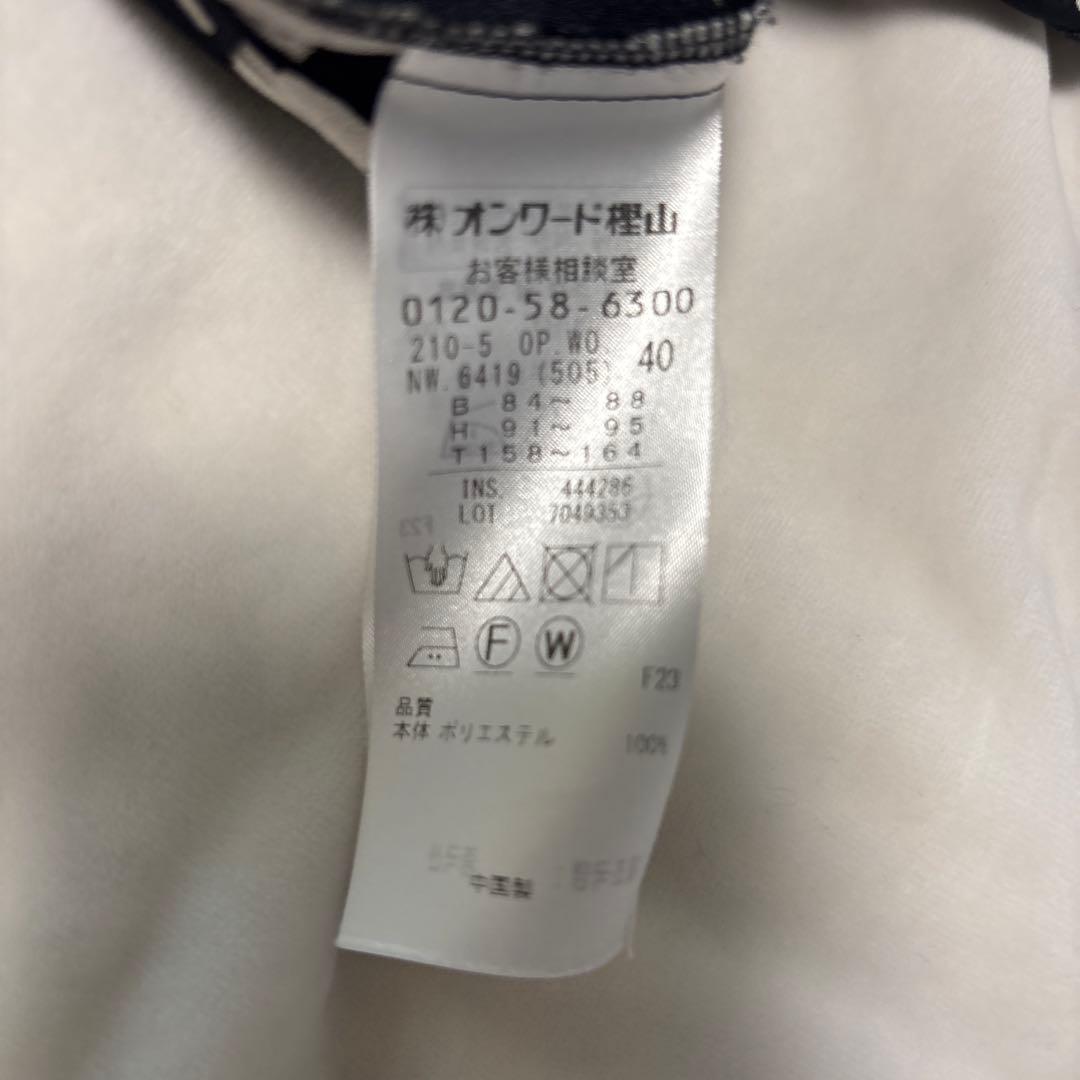 (株)オンワード樫山
お客様相談室
0120-58-6300
210-5 OP.WO. 40
NW.6419 (505)
B 84～ 88
H 91～ 95
T158～164
INS. 444286
LOT 7049353
F W
F23
品質
本体 ポリエステル 100%
中国製